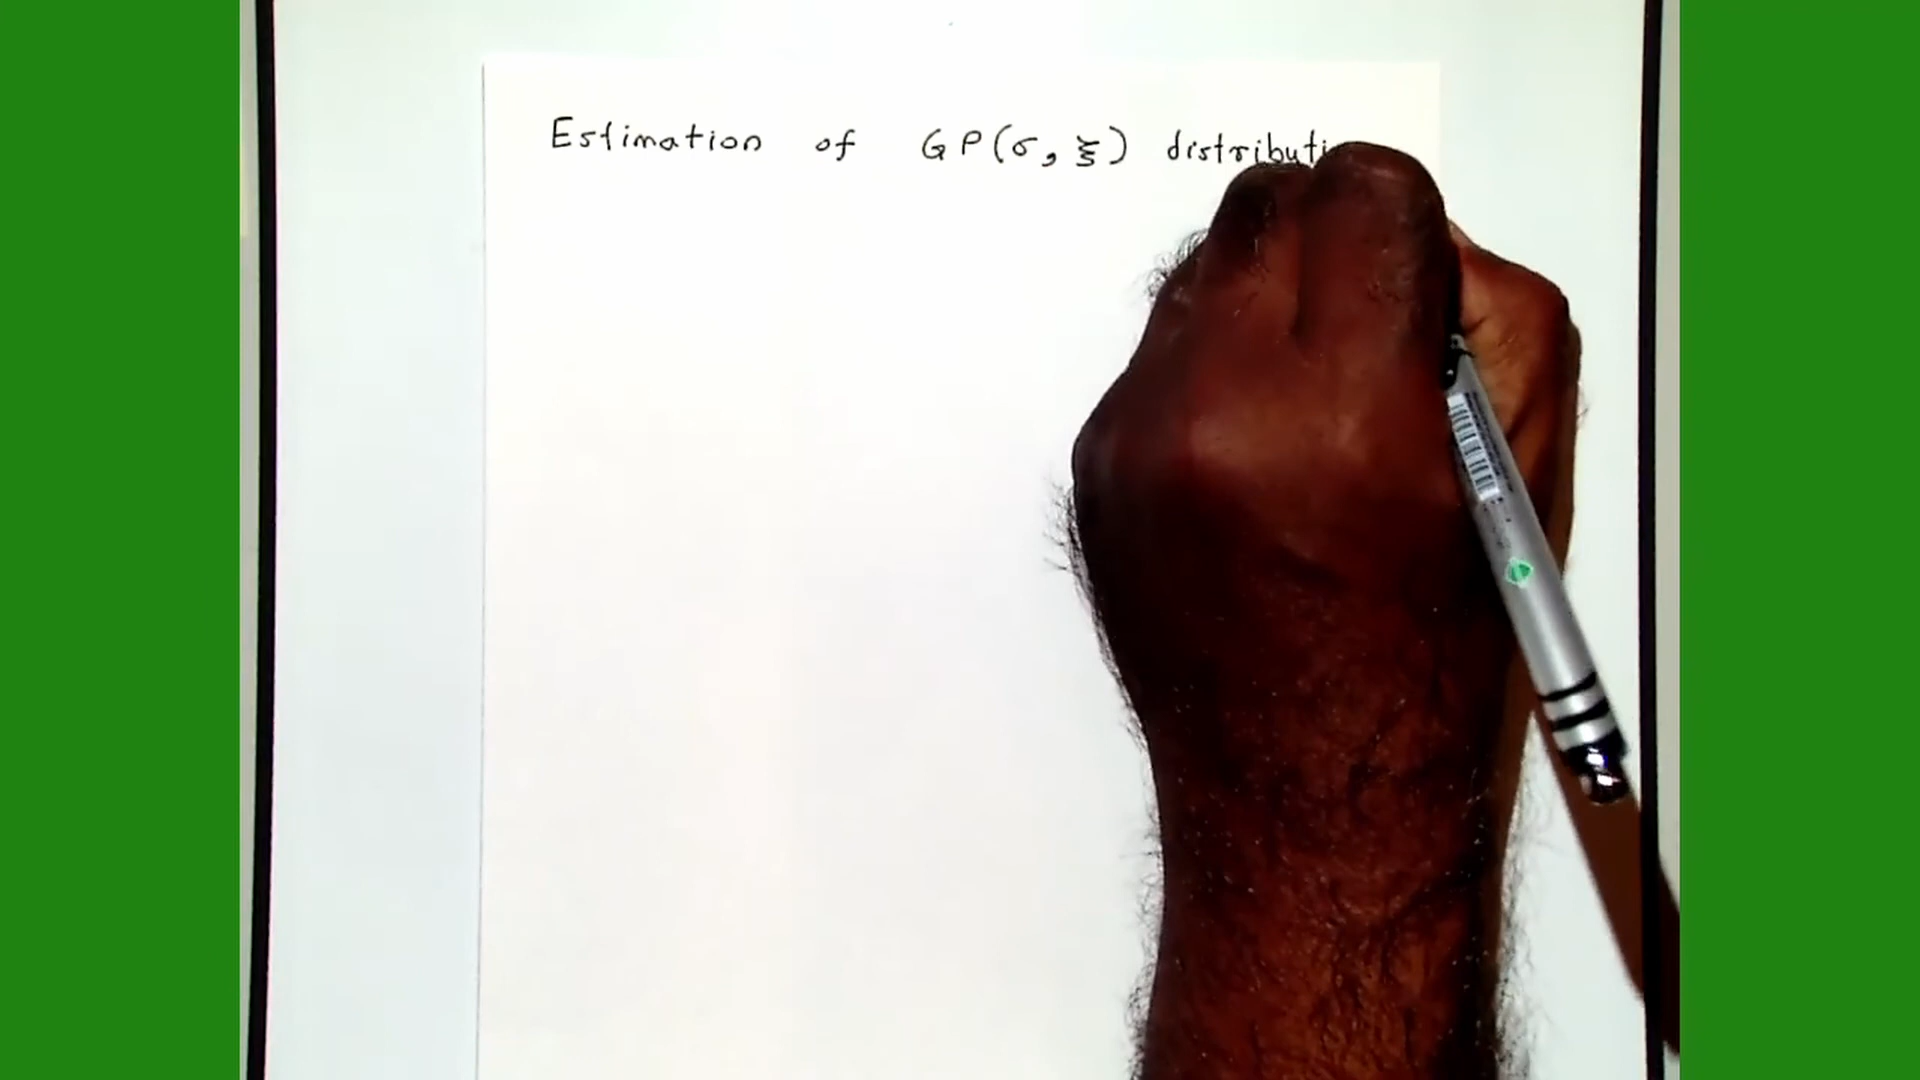 Estimation of GP(σ, ξ) distributi